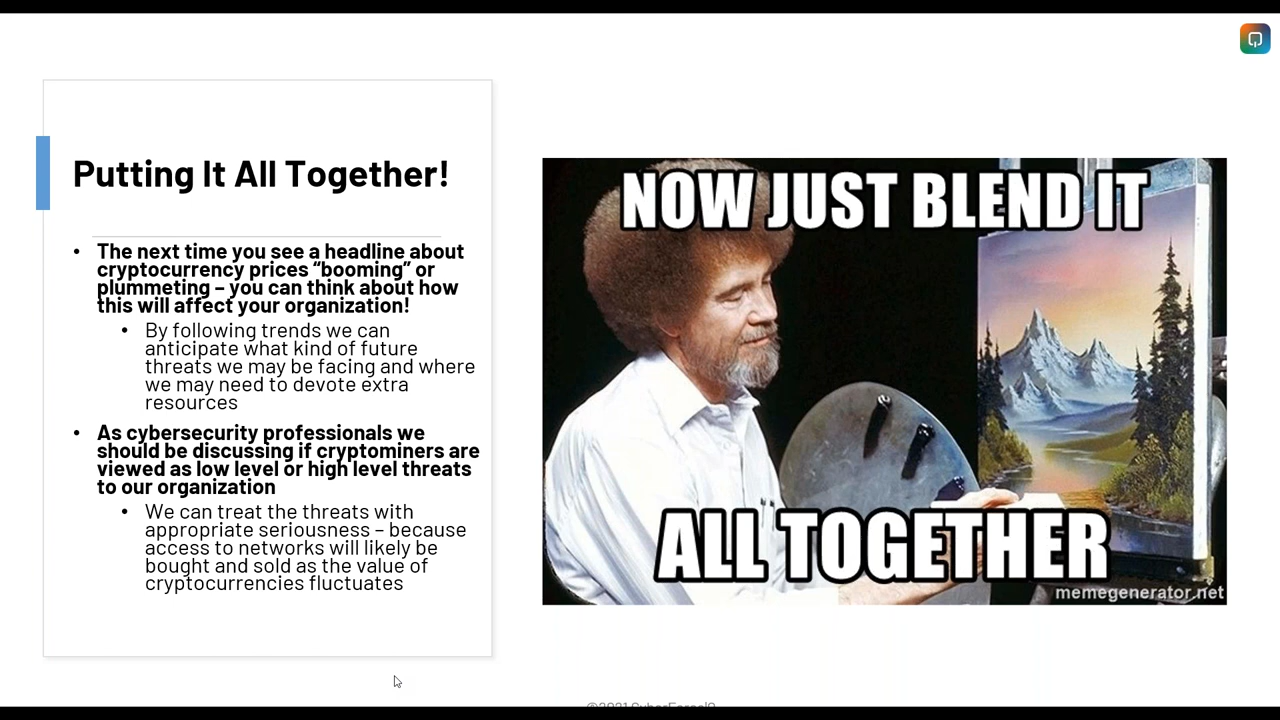 Putting It All Together!
• The next time you see a headline about
cryptocurrency prices “booming” or
plummeting – you can think about how
this will affect your organization!
• By following trends we can
anticipate what kind of future
threats we may be facing and where
we may need to devote extra
resources
• As cybersecurity professionals we
should be discussing if cryptominers are
viewed as low level or high level threats
to our organization
• We can treat the threats with
appropriate seriousness – because
access to networks will likely be
bought and sold as the value of
cryptocurrencies fluctuates
NOW JUST BLEND IT
ALL TOGETHER
memegenerator.net
©2021